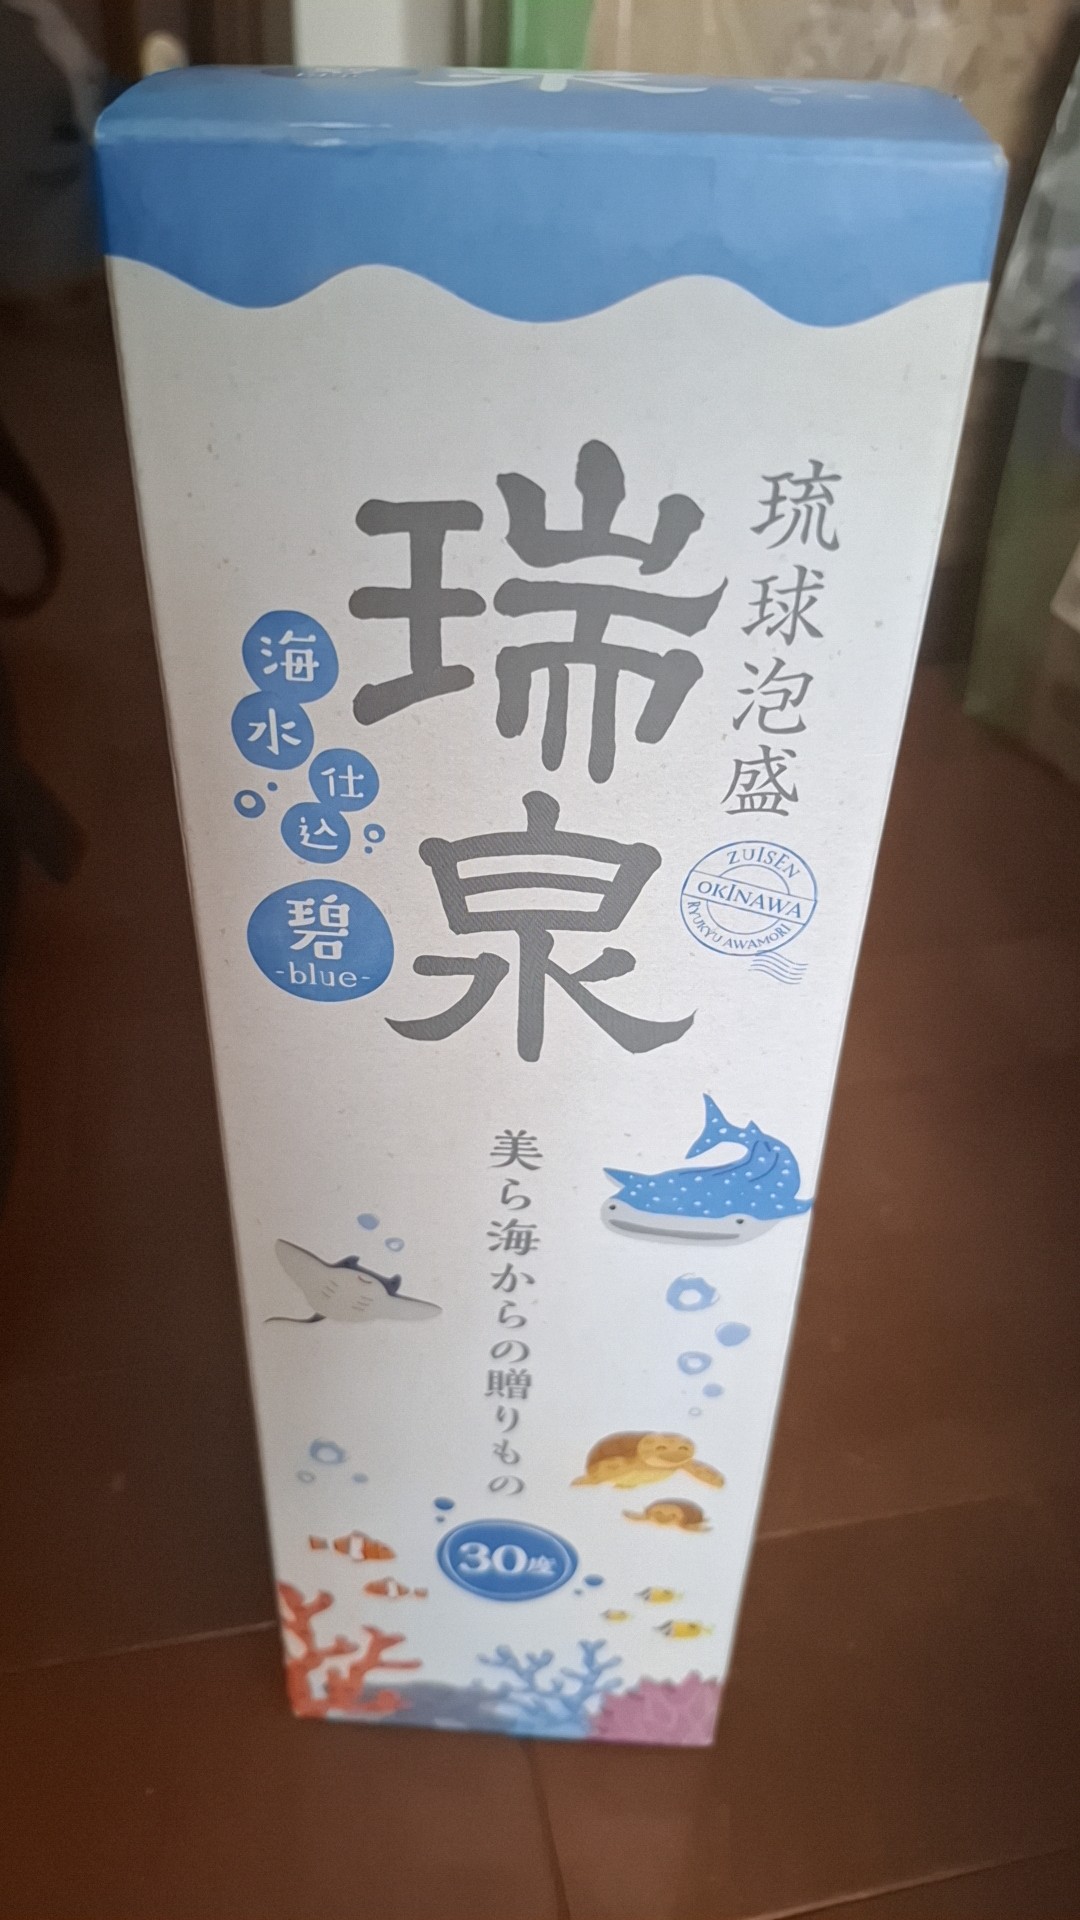 琉球泡盛
瑞泉
ZUISEN
OKINAWA
RYUKYU AWAMORI
海水
仕込
碧
-blue-
美ら海からの贈りもの
30度